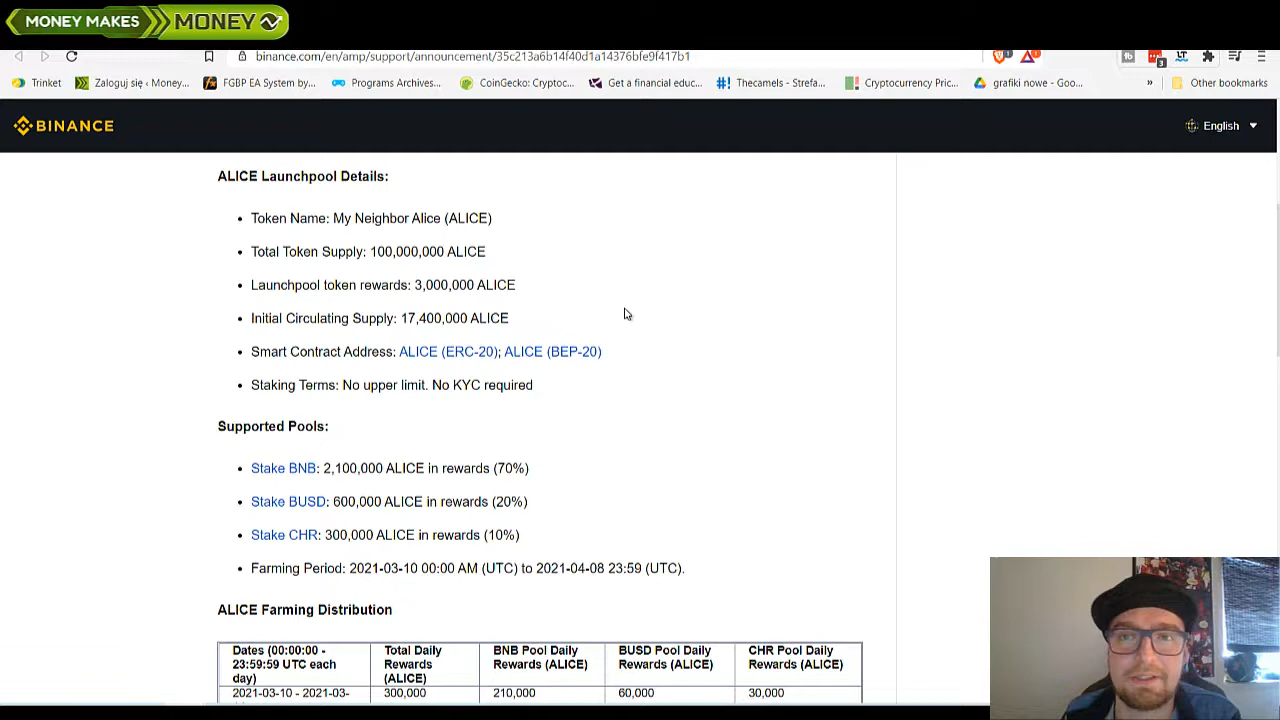 MONEY MAKES MONEY
binance.com/en/amp/support/announcement/35c213a6b14f40d1a14376bfe9f417b1
Trinket Zaloguj się ‹ Money... FGBP EA System by... Programs Archives... CoinGecko: Cryptoc... Get a financial educ... Thecamels - Strefa... Cryptocurrency Pric... grafiki nowe - Goo... » Other bookmarks
BINANCE English
ALICE Launchpool Details:
• Token Name: My Neighbor Alice (ALICE)
• Total Token Supply: 100,000,000 ALICE
• Launchpool token rewards: 3,000,000 ALICE
• Initial Circulating Supply: 17,400,000 ALICE
• Smart Contract Address: ALICE (ERC-20); ALICE (BEP-20)
• Staking Terms: No upper limit. No KYC required
Supported Pools:
• Stake BNB: 2,100,000 ALICE in rewards (70%)
• Stake BUSD: 600,000 ALICE in rewards (20%)
• Stake CHR: 300,000 ALICE in rewards (10%)
• Farming Period: 2021-03-10 00:00 AM (UTC) to 2021-04-08 23:59 (UTC).
ALICE Farming Distribution
Dates (00:00:00 -
23:59:59 UTC each
day)
Total Daily
Rewards
(ALICE)
BNB Pool Daily
Rewards (ALICE)
BUSD Pool Daily
Rewards (ALICE)
CHR Pool Daily
Rewards (ALICE)
2021-03-10 - 2021-03- 300,000 210,000 60,000 30,000